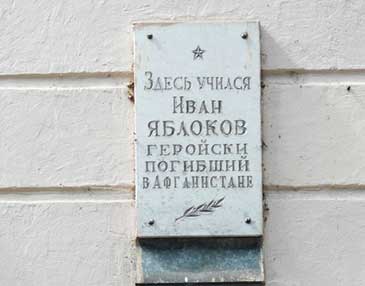 Здесь учился
Иван
Яблоков
геройски
погибший
в Афганистане